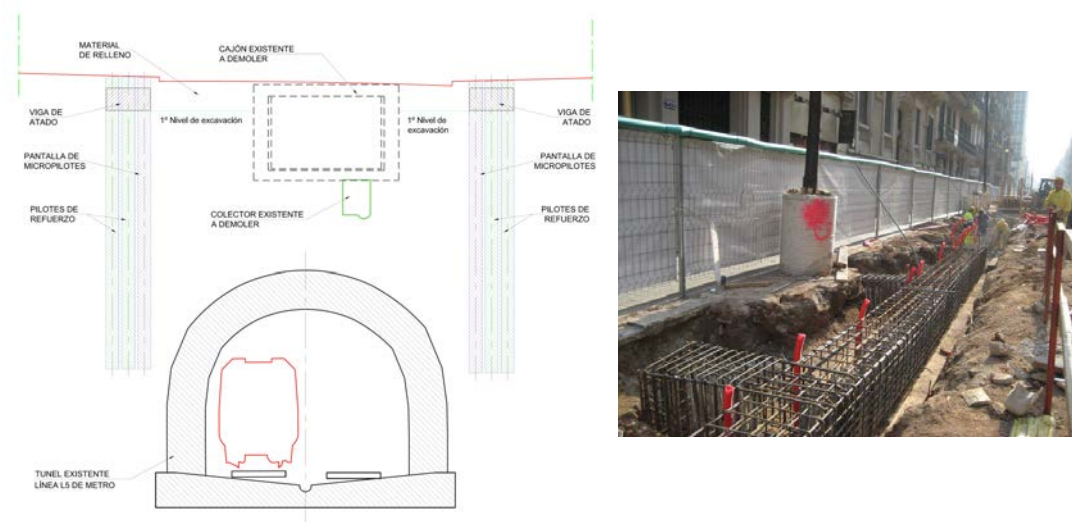 MATERIAL
DE RELLENO
CAJÓN EXISTENTE
A DEMOLER
VIGA DE
ATADO
1º Nivel de excavación
1º Nivel de
excavación
VIGA DE
ATADO
PANTALLA DE
MICROPILOTES
PANTALLA DE
MICROPILOTES
PILOTES DE
REFUERZO
COLECTOR EXISTENTE
A DEMOLER
PILOTES DE
REFUERZO
TUNEL EXISTENTE
LÍNEA L5 DE METRO